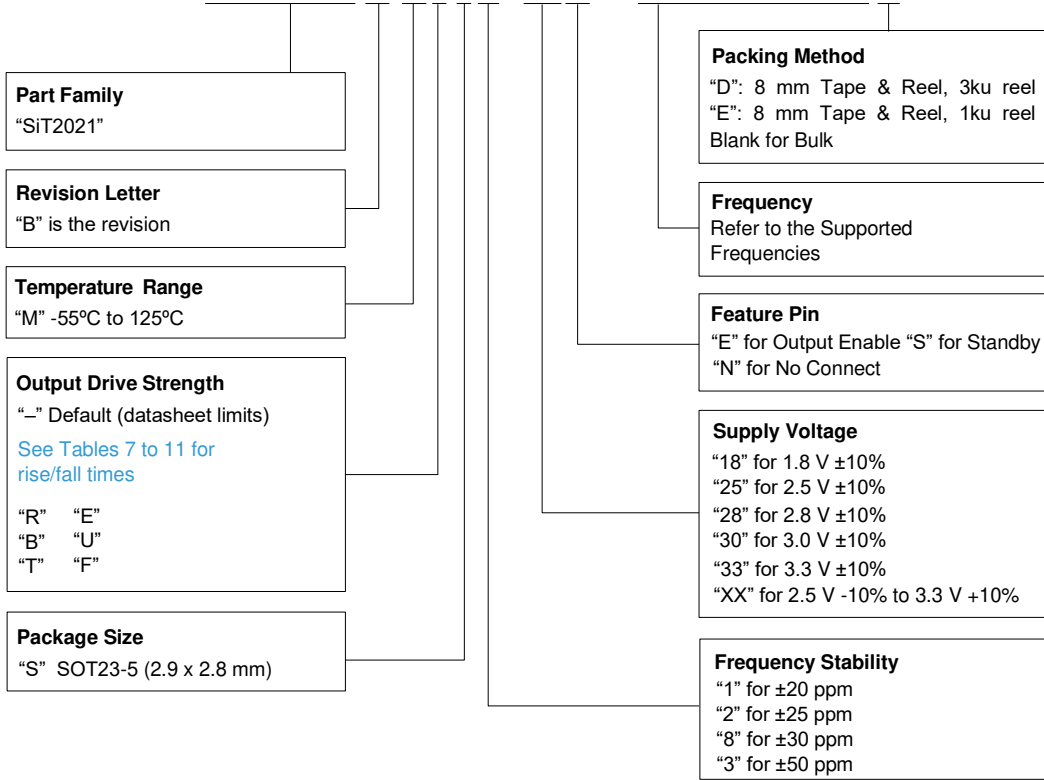 Part Family
“SiT2021”
Revision Letter
“B” is the revision
Temperature Range
“M” -55ºC to 125ºC
Output Drive Strength
“–” Default (datasheet limits)
See Tables 7 to 11 for
rise/fall times
“R” “E”
“B” “U”
“T” “F”
Package Size
“S” SOT23-5 (2.9 x 2.8 mm)
Packing Method
“D”: 8 mm Tape & Reel, 3ku reel
“E”: 8 mm Tape & Reel, 1ku reel
Blank for Bulk
Frequency
Refer to the Supported
Frequencies
Feature Pin
“E” for Output Enable “S” for Standby
“N” for No Connect
Supply Voltage
“18” for 1.8 V ±10%
“25” for 2.5 V ±10%
“28” for 2.8 V ±10%
“30” for 3.0 V ±10%
“33” for 3.3 V ±10%
“XX” for 2.5 V -10% to 3.3 V +10%
Frequency Stability
“1” for ±20 ppm
“2” for ±25 ppm
“8” for ±30 ppm
“3” for ±50 ppm